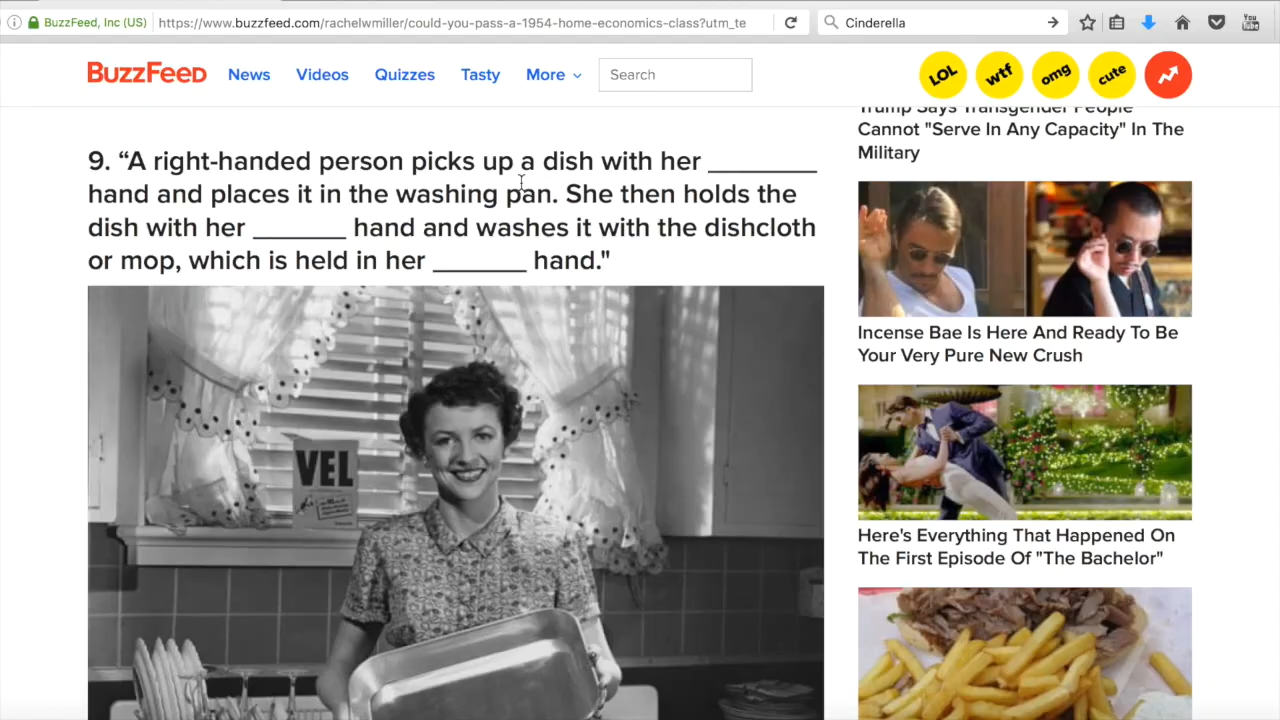 BuzzFeed, Inc (US)
https://www.buzzfeed.com/rachelwmiller/could-you-pass-a-1954-home-economics-class?utm_te
Cinderella
You
Tube
BuzzFeed
News
Videos
Quizzes
Tasty
More
Search
LOL
wtf
omg
cute
9. “A right-handed person picks up a dish with her ________
hand and places it in the washing pan. She then holds the
dish with her _______ hand and washes it with the dishcloth
or mop, which is held in her _______ hand."
VEL
Trump Says Transgender People
Cannot "Serve In Any Capacity" In The
Military
Incense Bae Is Here And Ready To Be
Your Very Pure New Crush
Here's Everything That Happened On
The First Episode Of "The Bachelor"